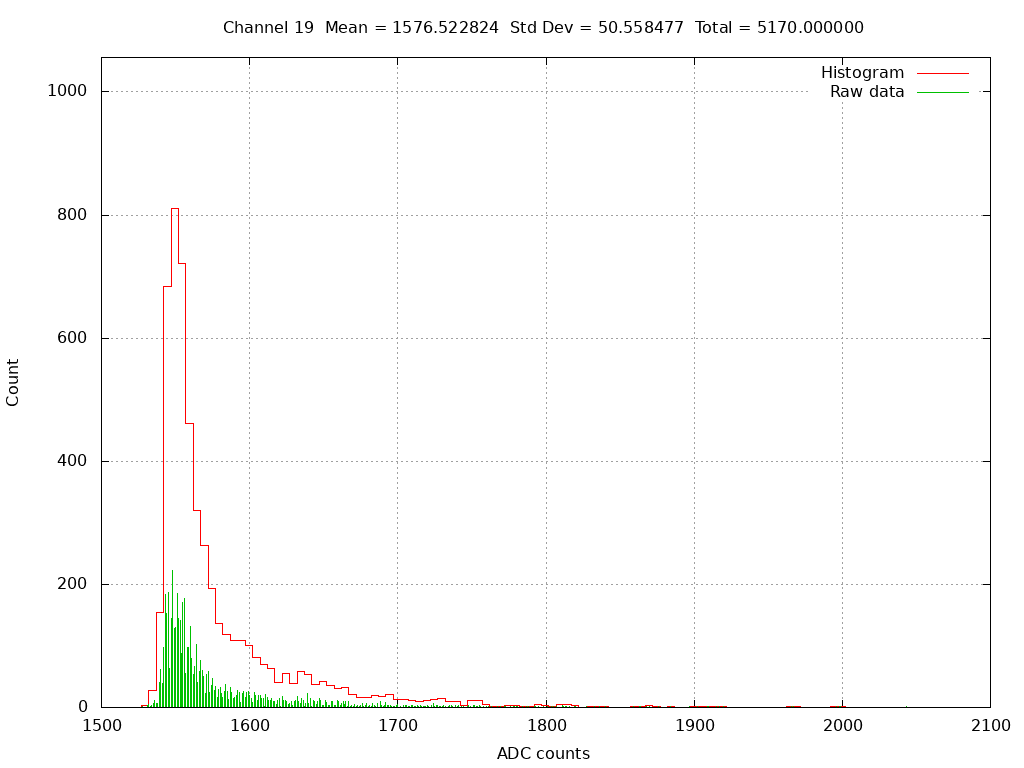 Channel 19  Mean = 1576.522824  Std Dev = 50.558477  Total = 5170.000000
Histogram
Raw data
1000
800
600
400
200
0
Count
1500 1600 1700 1800 1900 2000 2100
ADC counts